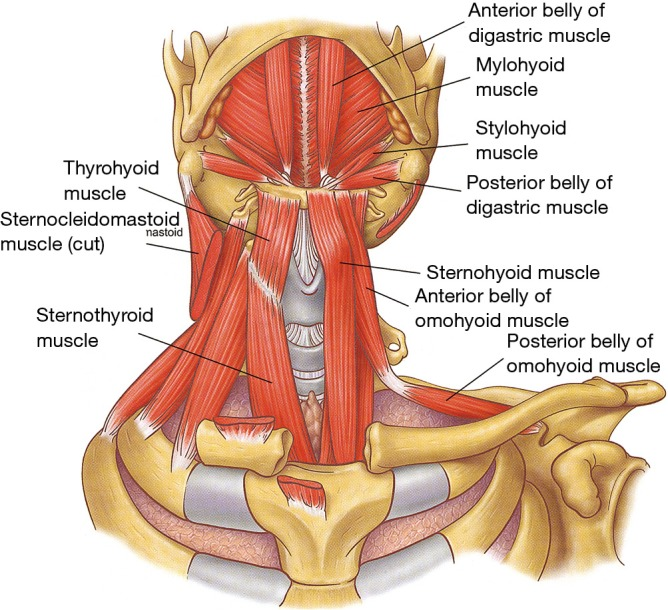 Anterior belly of
digastric muscle
Mylohyoid
muscle
Stylohyoid
muscle
Posterior belly of
digastric muscle
Thyrohyoid
muscle
Sternocleidomastoid
muscle (cut)
nastoid
Sternohyoid muscle
Anterior belly of
omohyoid muscle
Sternothyroid
muscle
Posterior belly of
omohyoid muscle